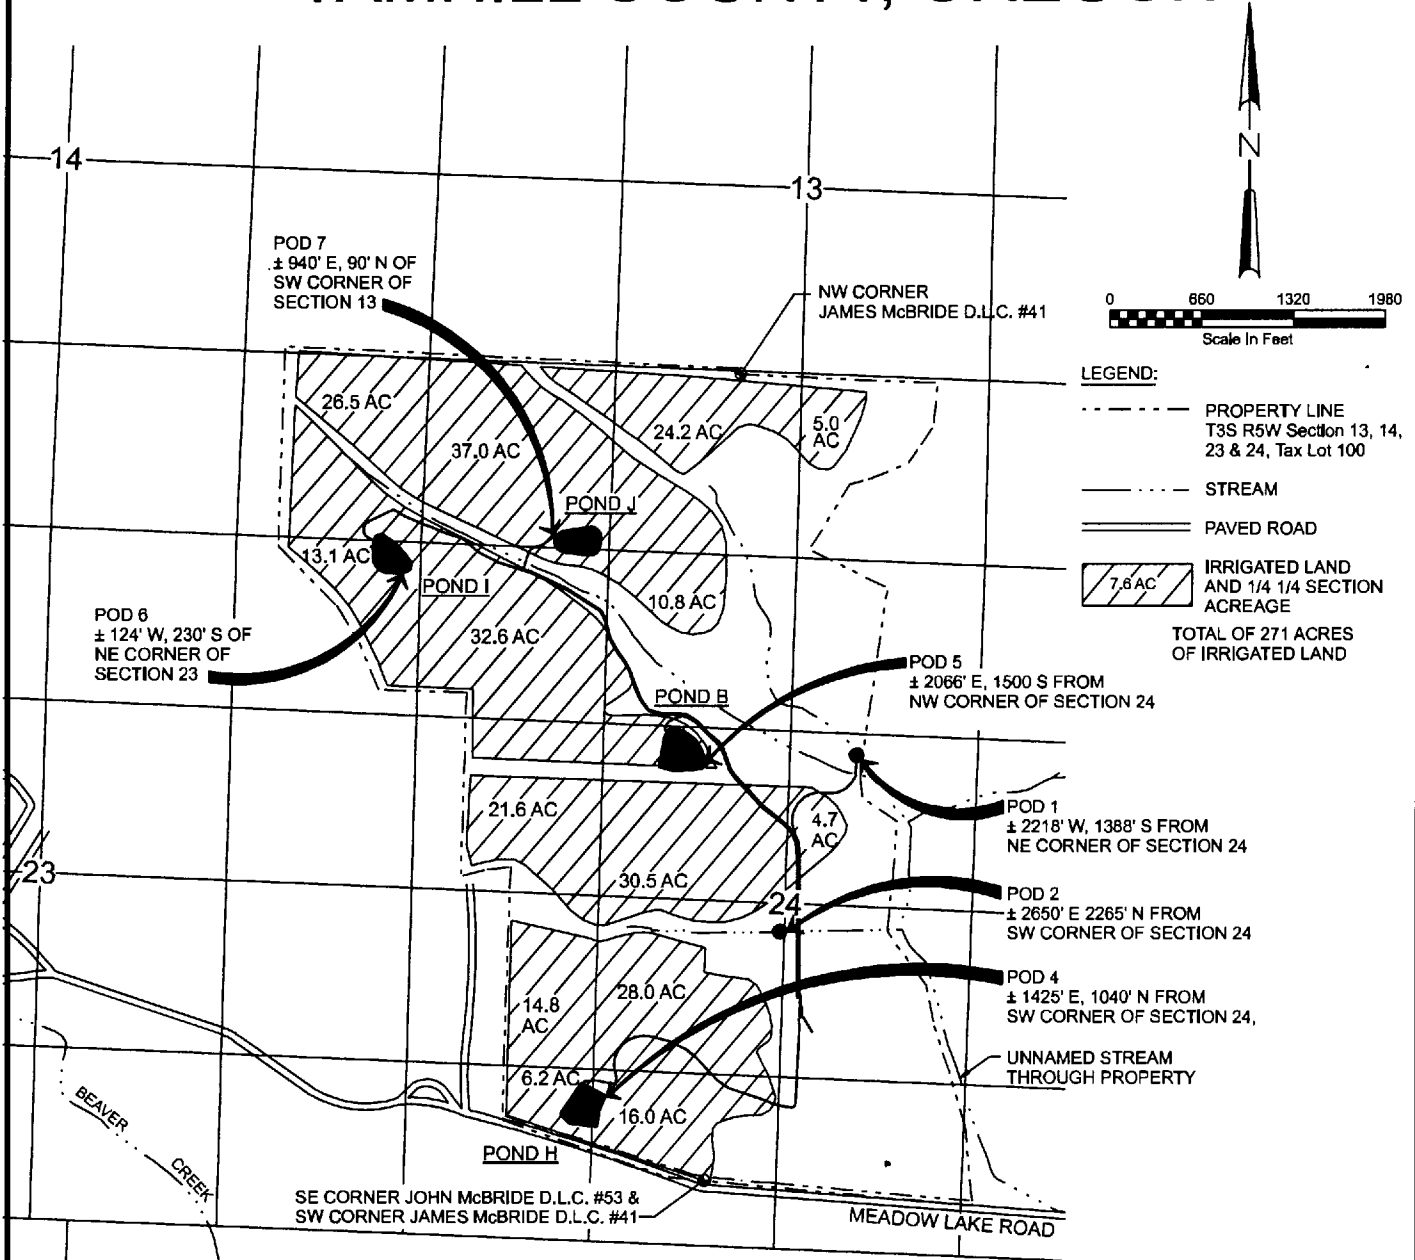 14
13
N
POD 7
± 940' E, 90' N OF
SW CORNER OF
SECTION 13
NW CORNER
JAMES McBRIDE D.L.C. #41
0 660 1320 1980
Scale In Feet
LEGEND:
PROPERTY LINE
T3S R5W Section 13, 14,
23 & 24, Tax Lot 100
STREAM
PAVED ROAD
7.6 AC
IRRIGATED LAND
AND 1/4 1/4 SECTION
ACREAGE
TOTAL OF 271 ACRES
OF IRRIGATED LAND
26.5 AC
37.0 AC
24.2 AC
5.0
AC
POND J
13.1 AC
POND I
10.8 AC
32.6 AC
POD 6
± 124' W, 230' S OF
NE CORNER OF
SECTION 23
POND B
POD 5
± 2066' E, 1500 S FROM
NW CORNER OF SECTION 24
21.6 AC
4.7
AC
POD 1
± 2218' W, 1388' S FROM
NE CORNER OF SECTION 24
23
30.5 AC
24
POD 2
± 2650' E 2265' N FROM
SW CORNER OF SECTION 24
14.8
AC
28.0 AC
POD 4
± 1425' E, 1040' N FROM
SW CORNER OF SECTION 24,
UNNAMED STREAM
THROUGH PROPERTY
6.2 AC
16.0 AC
BEAVER
CREEK
POND H
SE CORNER JOHN McBRIDE D.L.C. #53 &
SW CORNER JAMES McBRIDE D.L.C. #41
MEADOW LAKE ROAD